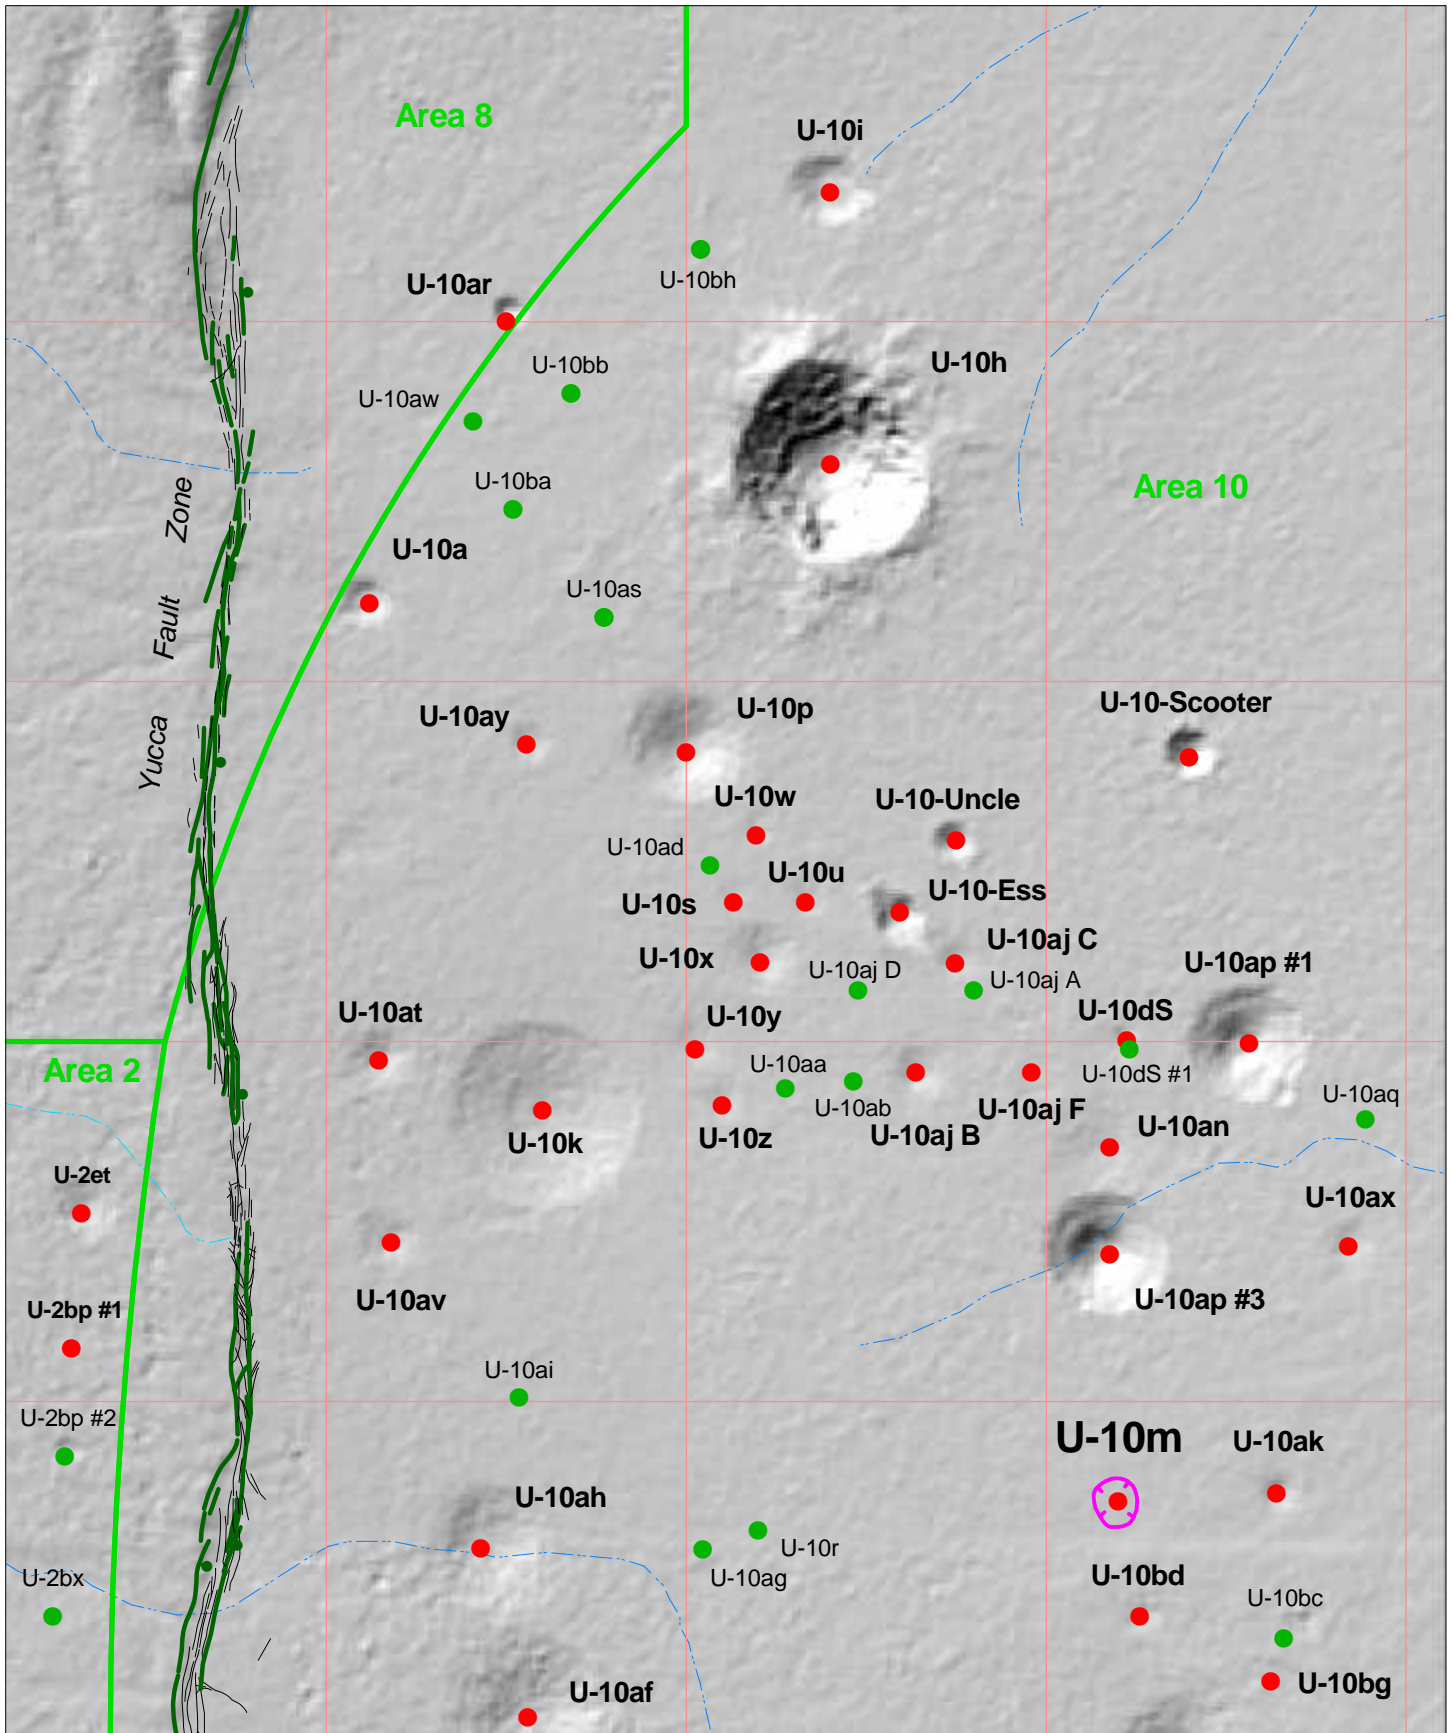 Area 8
U-10i
U-10bh
U-10ar
U-10h
U-10bb
U-10aw
U-10ba
Area 10
Zone
U-10a
U-10as
Fault
U-10ay
U-10p
U-10-Scooter
Yucca
U-10w
U-10-Uncle
U-10ad
U-10u
U-10s
U-10-Ess
U-10aj C
U-10x
U-10aj D
U-10aj A
U-10ap #1
U-10at
U-10y
U-10dS
Area 2
U-10aa
U-10dS #1
U-10aq
U-10ab
U-10aj F
U-10an
U-10k
U-10z
U-10aj B
U-2et
U-10ax
U-10av
U-2bp #1
U-10ap #3
U-10ai
U-2bp #2
U-10m
U-10ak
U-10ah
U-10r
U-2bx
U-10ag
U-10bd
U-10bc
U-10af
U-10bg